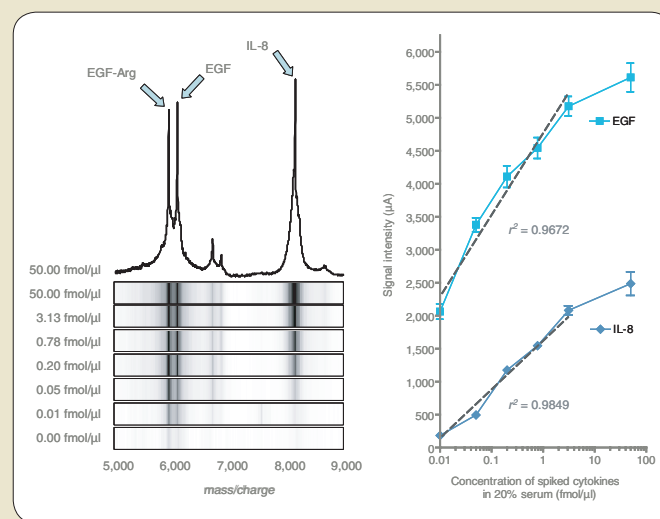 IL-8
EGF-Arg
EGF
50.00 fmol/µl
50.00 fmol/µl
3.13 fmol/µl
0.78 fmol/µl
0.20 fmol/µl
0.05 fmol/µl
0.01 fmol/µl
0.00 fmol/µl
5,000 6,000 7,000 8,000 9,000
mass/charge
Signal intensity (µA)
6,000
5,500
5,000
4,500
4,000
3,500
3,000
2,500
2,000
1,500
1,000
500
0
EGF
r² = 0.9672
IL-8
r² = 0.9849
0.01 0.1 1 10 100
Concentration of spiked cytokines
in 20% serum (fmol/µl)